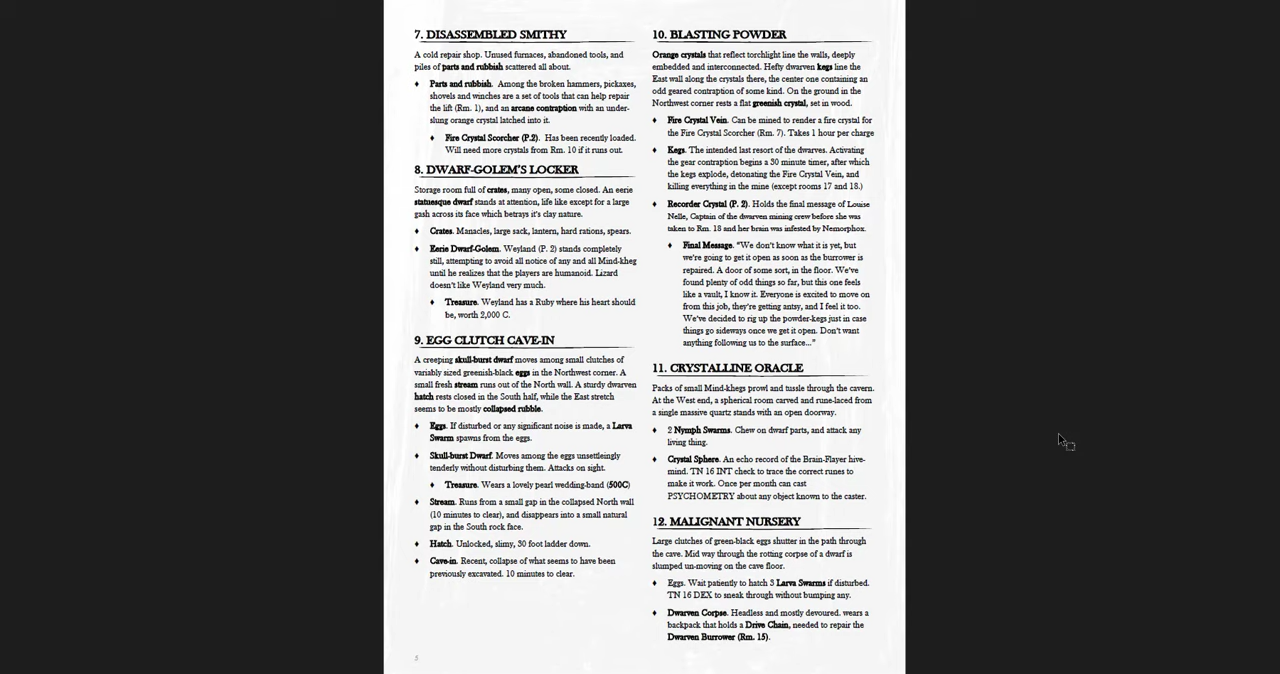 7. DISASSEMBLED SMITHY
A cold repair shop. Unused furnaces, abandoned tools, and
piles of parts and rubbish scattered all about.
♦ Parts and rubbish. Among the broken hammers, pickaxes,
shovels and winches are a set of tools that can help repair
the lift (Rm. 1), and an arcane contraption with an under-
slung orange crystal latched into it.
♦ Fire Crystal Scorcher (P.2). Has been recently loaded.
Will need more crystals from Rm. 10 if it runs out.
8. DWARF-GOLEM'S LOCKER
Storage room full of crates, many open, some closed. An eerie
statuesque dwarf stands at attention, life like except for a large
gash across its face which betrays it's clay nature.
♦ Crates. Manacles, large sack, lantern, hard rations, spears.
♦ Eerie Dwarf-Golem. Weyland (P. 2) stands completely
still, attempting to avoid all notice of any and all Mind-kheg
until he realizes that the players are humanoid. Lizard
doesn't like Weyland very much.
♦ Treasure. Weyland has a Ruby where his heart should
be, worth 2,000 C.
9. EGG CLUTCH CAVE-IN
A creeping skull-burst dwarf moves among small clutches of
variably sized greenish-black eggs in the Northwest corner. A
small fresh stream runs out of the North wall. A sturdy dwarven
hatch rests closed in the South half, while the East stretch
seems to be mostly collapsed rubble.
♦ Eggs. If disturbed or any significant noise is made, a Larva
Swarm spawns from the eggs.
♦ Skull-burst Dwarf. Moves among the eggs unsettlingly
tenderly without disturbing them. Attacks on sight.
♦ Treasure. Wears a lovely pearl wedding-band (500C)
♦ Stream. Runs from a small gap in the collapsed North wall
(10 minutes to clear), and disappears into a small natural
gap in the South rock face.
♦ Hatch. Unlocked, slimy, 30 foot ladder down.
♦ Cave-in. Recent, collapse of what seems to have been
previously excavated. 10 minutes to clear.
5
10. BLASTING POWDER
Orange crystals that reflect torchlight line the walls, deeply
embedded and interconnected. Hefty dwarven kegs line the
East wall along the crystals there, the center one containing an
odd geared contraption of some kind. On the ground in the
Northwest corner rests a flat greenish crystal, set in wood.
♦ Fire Crystal Vein. Can be mined to render a fire crystal for
the Fire Crystal Scorcher (Rm. 7). Takes 1 hour per charge
♦ Kegs. The intended last resort of the dwarves. Activating
the gear contraption begins a 30 minute timer, after which
the kegs explode, detonating the Fire Crystal Vein, and
killing everything in the mine (except rooms 17 and 18.)
♦ Recorder Crystal (P. 2). Holds the final message of Louise
Nelle, Captain of the dwarven mining crew before she was
taken to Rm. 18 and her brain was infested by Nemorphox.
♦ Final Message. "We don't know what it is yet, but
we're going to get it open as soon as the burrower is
repaired. A door of some sort, in the floor. We've
found plenty of odd things so far, but this one feels
like a vault, I know it. Everyone is excited to move on
from this job, they're getting antsy, and I feel it too.
We've decided to rig up the powder-kegs just in case
things go sideways once we get it open. Don't want
anything following us to the surface..."
11. CRYSTALLINE ORACLE
Packs of small Mind-khegs prowl and tussle through the cavern.
At the West end, a spherical room carved and rune-laced from
a single massive quartz stands with an open doorway.
♦ 2 Nymph Swarms. Chew on dwarf parts, and attack any
living thing.
♦ Crystal Sphere. An echo record of the Brain-Flayer hive-
mind. TN 16 INT check to trace the correct runes to
make it work. Once per month can cast
PSYCHOMETRY about any object known to the caster.
12. MALIGNANT NURSERY
Large clutches of green-black eggs shutter in the path through
the cave. Mid way through the rotting corpse of a dwarf is
slumped un-moving on the cave floor.
♦ Eggs. Wait patiently to hatch 3 Larva Swarms if disturbed.
TN 16 DEX to sneak through without bumping any.
♦ Dwarven Corpse. Headless and mostly devoured. wears a
backpack that holds a Drive Chain, needed to repair the
Dwarven Burrower (Rm. 15).